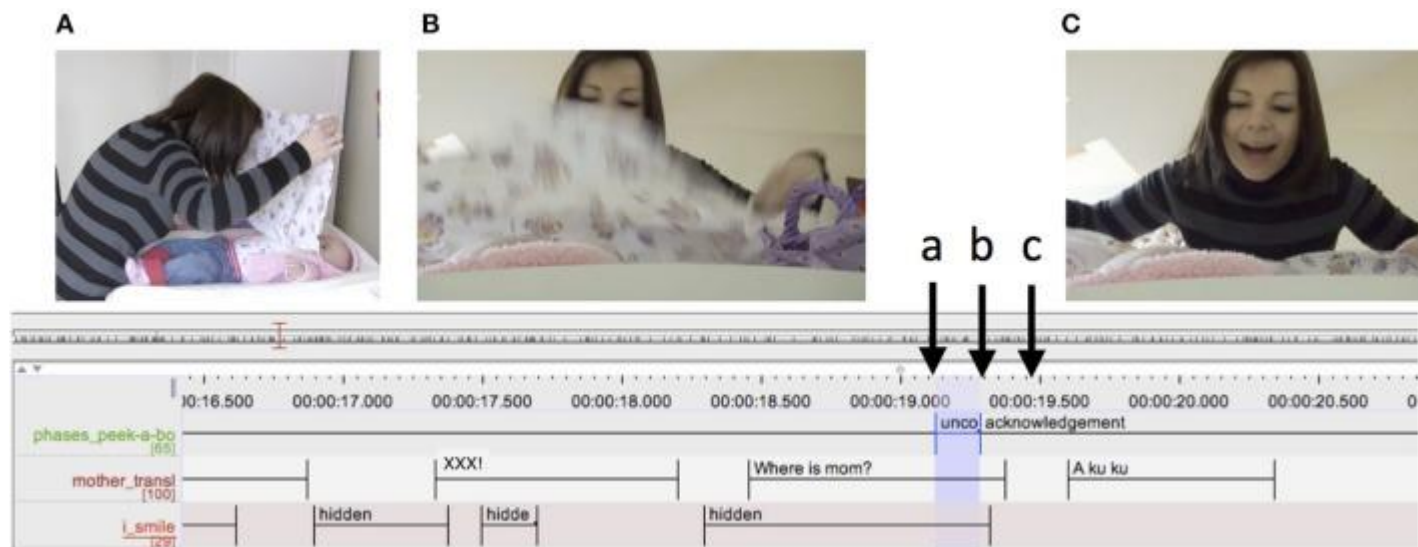 A
B
C
a b c
00:16.500 00:00:17.000 00:00:17.500 00:00:18.000 00:00:18.500 00:00:19.000 00:00:19.500 00:00:20.000 00:00:20.500 0
phases_peek-a-bo
[65]
unco acknowledgement
mother_transl
[100]
XXX!
Where is mom?
A ku ku
i_smile
[29]
hidden
hidde
hidden